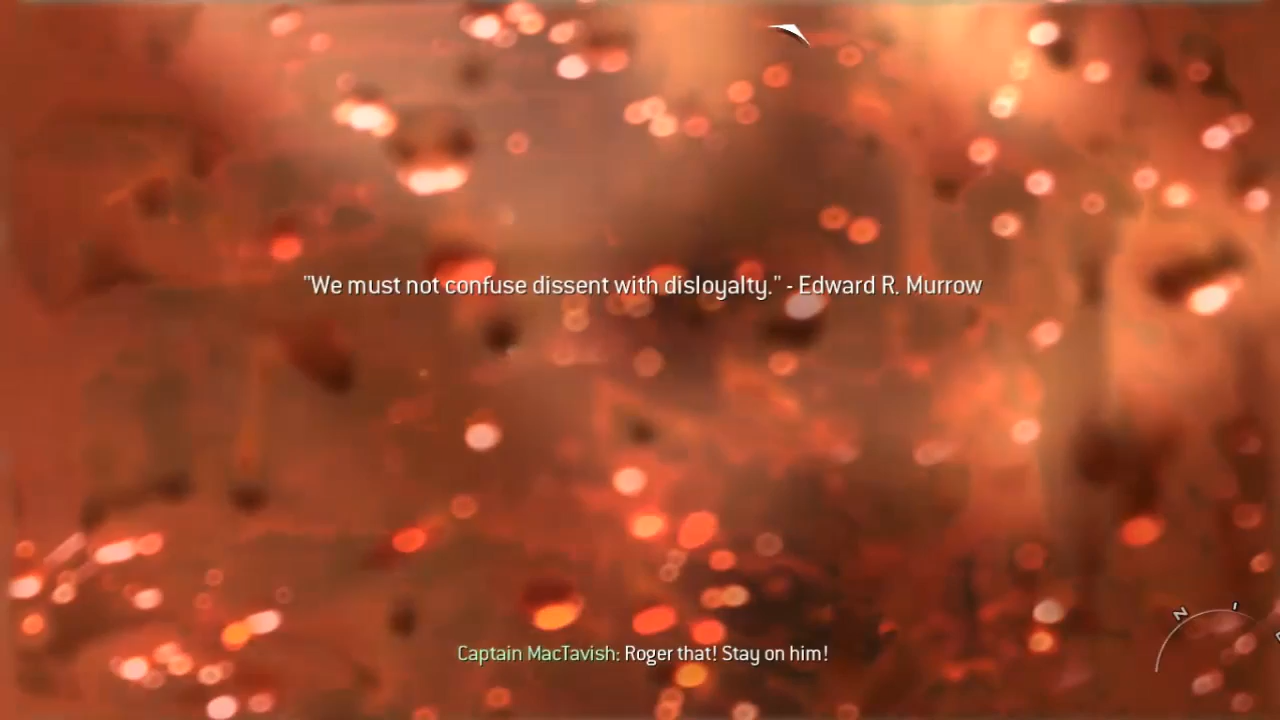 "We must not confuse dissent with disloyalty." - Edward R. Murrow
Captain MacTavish: Roger that! Stay on him!
N